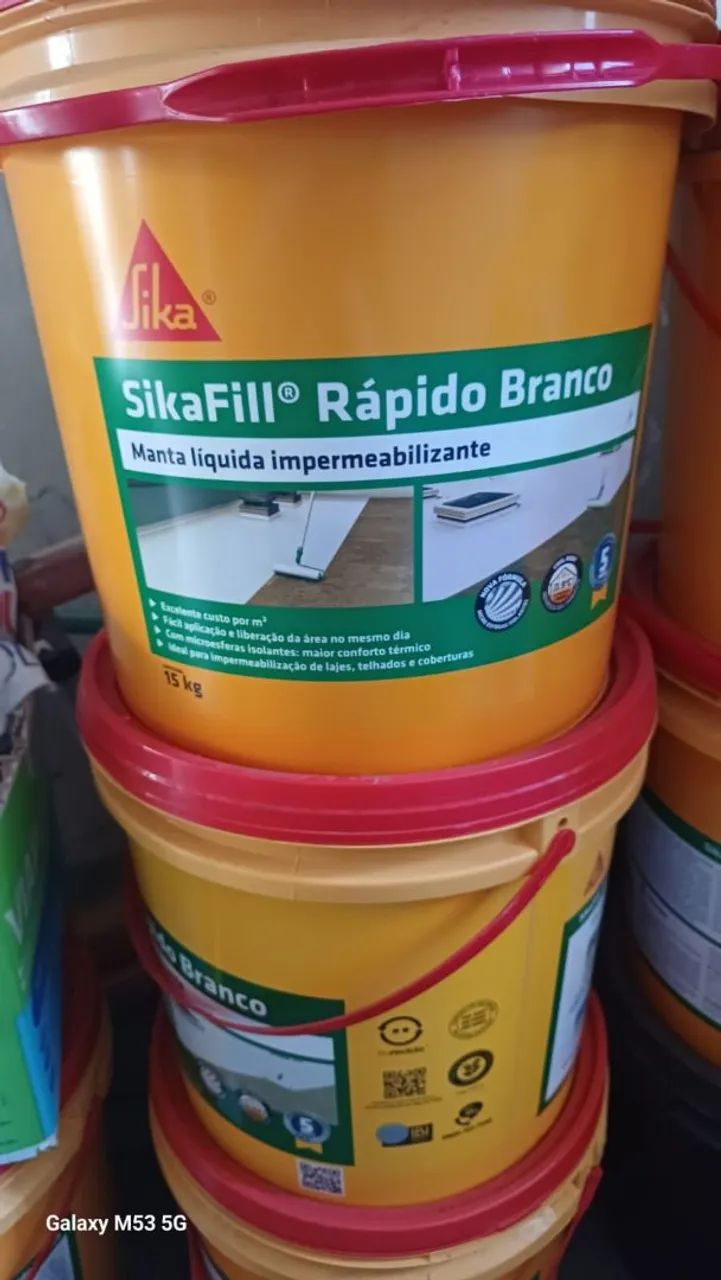 Sika®
SikaFill® Rápido Branco
Manta líquida impermeabilizante
Excelente custo por m²
Fácil aplicação e liberação da área no mesmo dia
Com microesferas isolantes: maior conforto térmico
Ideal para impermeabilização de lajes, telhados e coberturas
NOVA FÓRMULA
5
15 kg
Branco
5
Galaxy M53 5G